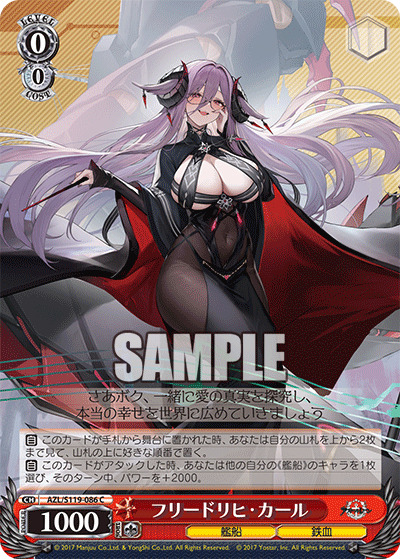 LEVEL
0
0
COST
SAMPLE
さあボク、一緒に愛の真実を探究し、
本当の幸せを世界に広めていきましょう
【自】 このカードが手札から舞台に置かれた時、あなたは自分の山札を上から2枚
まで見て、山札の上に好きな順番で置く。
【自】 このカードがアタックした時、あなたは他の自分の《艦船》のキャラを1枚
選び、そのターン中、パワーを＋2000。
CH AZL/S119-086 C
1000
フリードリヒ・カール
艦船 鉄血
© 2017 Manjuu Co.,Ltd. & YongShi Co.,Ltd. All Rights Reserved. © 2017 Yostar, Inc. All Rights Reserved.